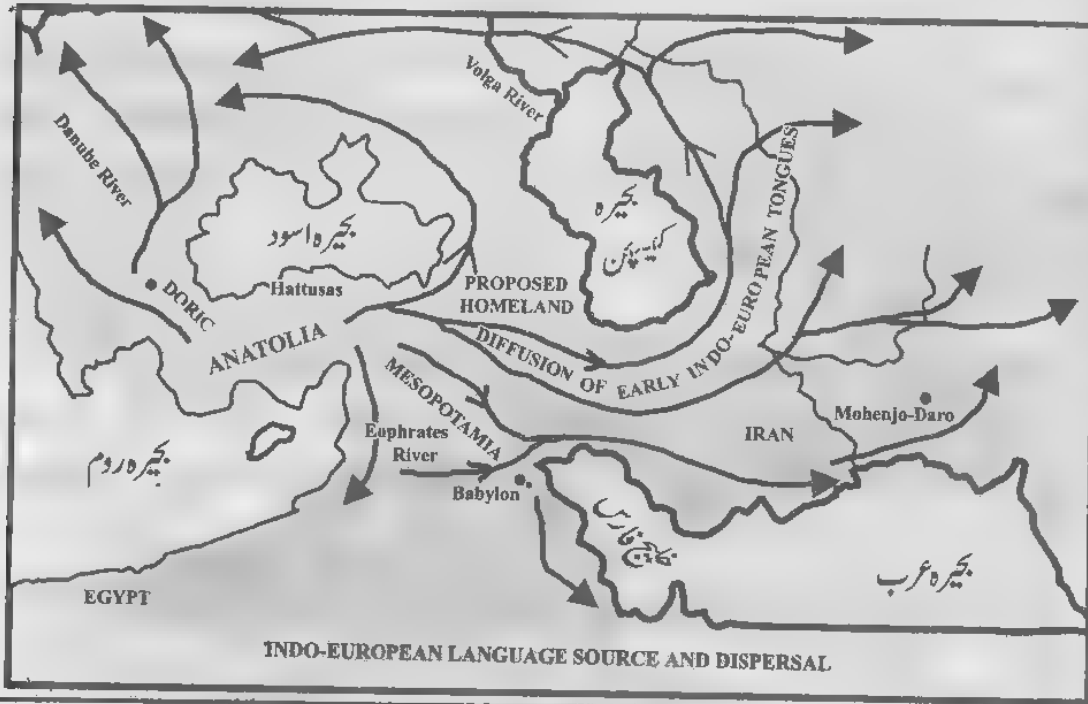 Volga River
Danube River
بحیرہ اسود
Hattusas
بحیرہ
کیسپئن
PROPOSED
HOMELAND
DORIC
ANATOLIA
DIFFUSION OF EARLY INDO-EUROPEAN TONGUES
MESOPOTAMIA
Euphrates
River
Babylon
IRAN
Mohenjo-Daro
بحیرہ روم
خلیج فارس
بحیرہ عرب
EGYPT
INDO-EUROPEAN LANGUAGE SOURCE AND DISPERSAL